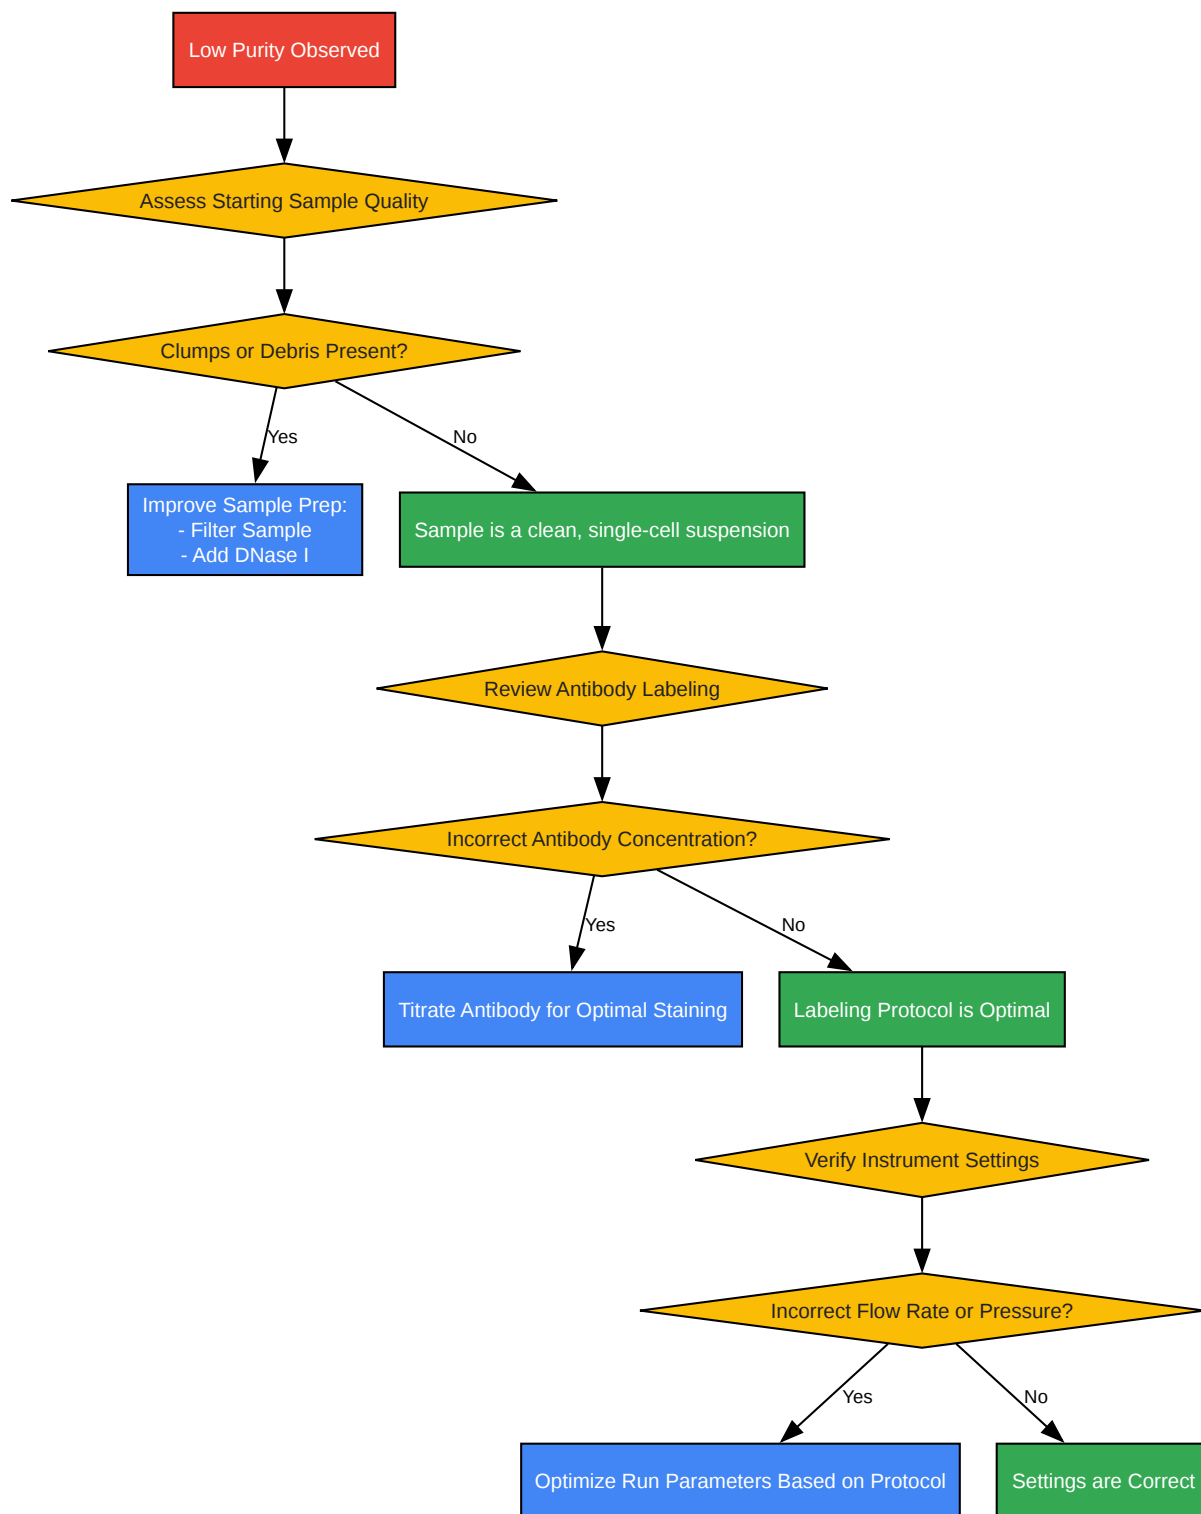 Low Purity Observed
Assess Starting Sample Quality
Clumps or Debris Present?
Yes
No
Improve Sample Prep:
- Filter Sample
- Add DNase I
Sample is a clean, single-cell suspension
Review Antibody Labeling
Incorrect Antibody Concentration?
Yes
No
Titrate Antibody for Optimal Staining
Labeling Protocol is Optimal
Verify Instrument Settings
Incorrect Flow Rate or Pressure?
Yes
No
Optimize Run Parameters Based on Protocol
Settings are Correct